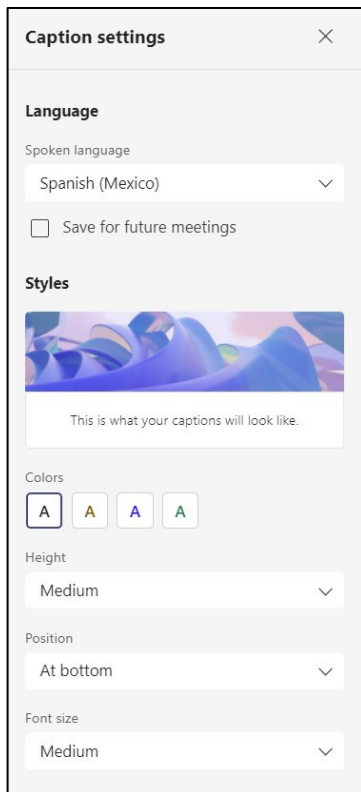 Caption settings
Language
Spoken language
Spanish (Mexico)
Save for future meetings
Styles
This is what your captions will look like.
Colors
A A A A
Height
Medium
Position
At bottom
Font size
Medium